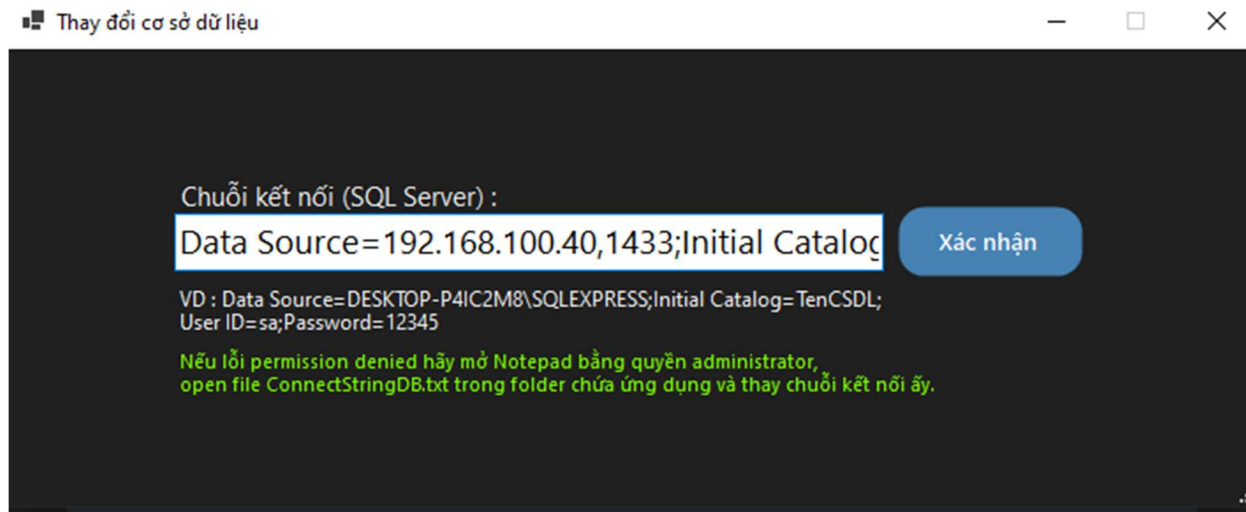 Thay đổi cơ sở dữ liệu
Chuỗi kết nối (SQL Server) :
Data Source=192.168.100.40,1433;Initial Catalog
Xác nhận
VD : Data Source=DESKTOP-P4IC2M8\SQLEXPRESS;Initial Catalog=TenCSDL;
User ID=sa;Password=12345
Nếu lỗi permission denied hãy mở Notepad bằng quyền administrator,
open file ConnectStringDB.txt trong folder chứa ứng dụng và thay chuỗi kết nối ấy.